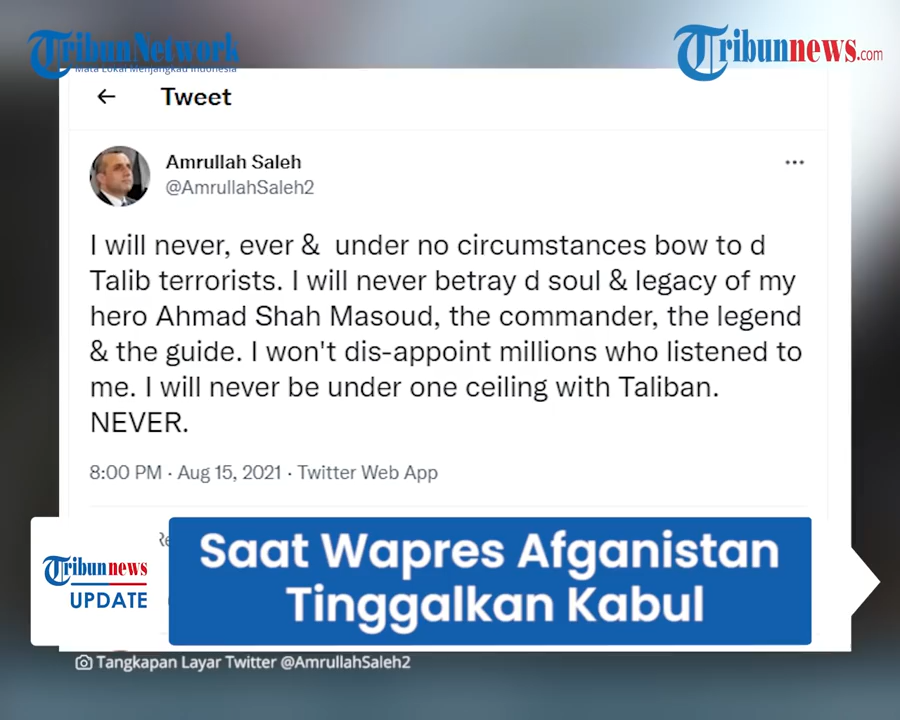 TribunNetwork
Mata Lokal Menjangkau Indonesia
Tribunnews.com
Tweet
Amrullah Saleh
@AmrullahSaleh2
I will never, ever &  under no circumstances bow to d
Talib terrorists. I will never betray d soul & legacy of my
hero Ahmad Shah Masoud, the commander, the legend
& the guide. I won't dis-appoint millions who listened to
me. I will never be under one ceiling with Taliban.
NEVER.
8:00 PM · Aug 15, 2021 · Twitter Web App
Saat Wapres Afganistan
Tinggalkan Kabul
Tribunnews
UPDATE
Tangkapan Layar Twitter @AmrullahSaleh2